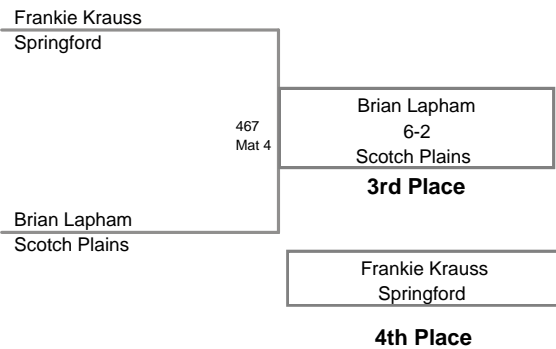 Frankie Krauss
Springford
467
Mat 4
Brian Lapham
6-2
Scotch Plains
3rd Place
Brian Lapham
Scotch Plains
Frankie Krauss
Springford
4th Place